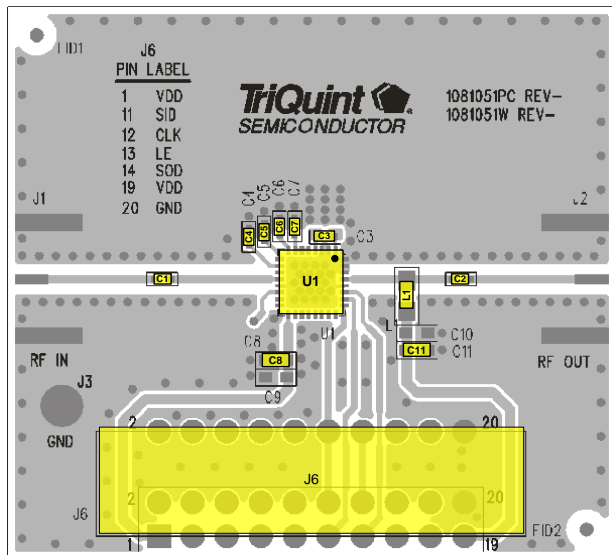 FID1
J6
PIN LABEL
1 VDD
11 SID
12 CLK
13 LE
14 SOD
19 VDD
20 GND
TriQuint
SEMICONDUCTOR
1081051PC REV-
1081051W REV-
J1
C4 C5 C6 C7
J2
C4 C5 C6 C7 C3 C3
C1
U1
C2
L1
L1
U1
C8
C8
C9
C10
C11 C11
RF IN
RF OUT
J3
GND
2
20
J6
2
20
J6
1
19
FID2